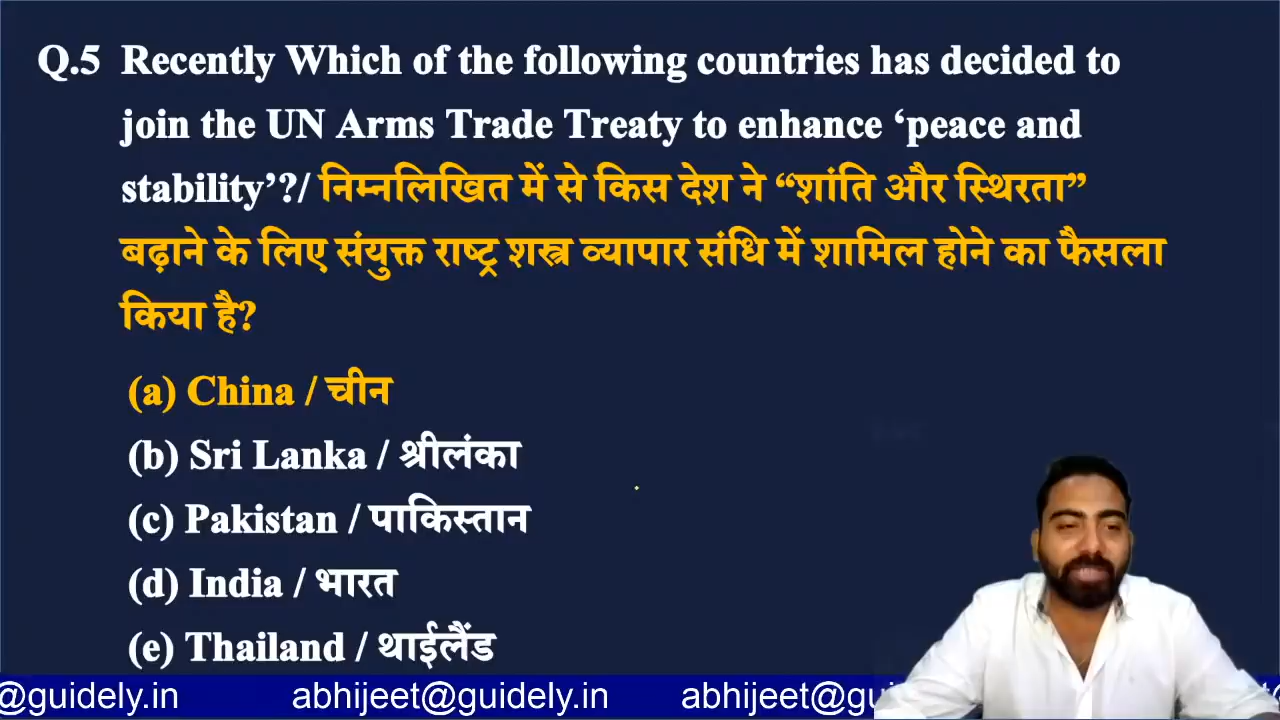 Q.5 Recently Which of the following countries has decided to
join the UN Arms Trade Treaty to enhance ‘peace and
stability’?/ निम्नलिखित में से किस देश ने “शांति और स्थिरता”
बढ़ाने के लिए संयुक्त राष्ट्र शस्त्र व्यापार संधि में शामिल होने का फैसला
किया है?
(a) China / चीन
(b) Sri Lanka / श्रीलंका
(c) Pakistan / पाकिस्तान
(d) India / भारत
(e) Thailand / थाईलैंड
@guidely.in abhijeet@guidely.in abhijeet@gu